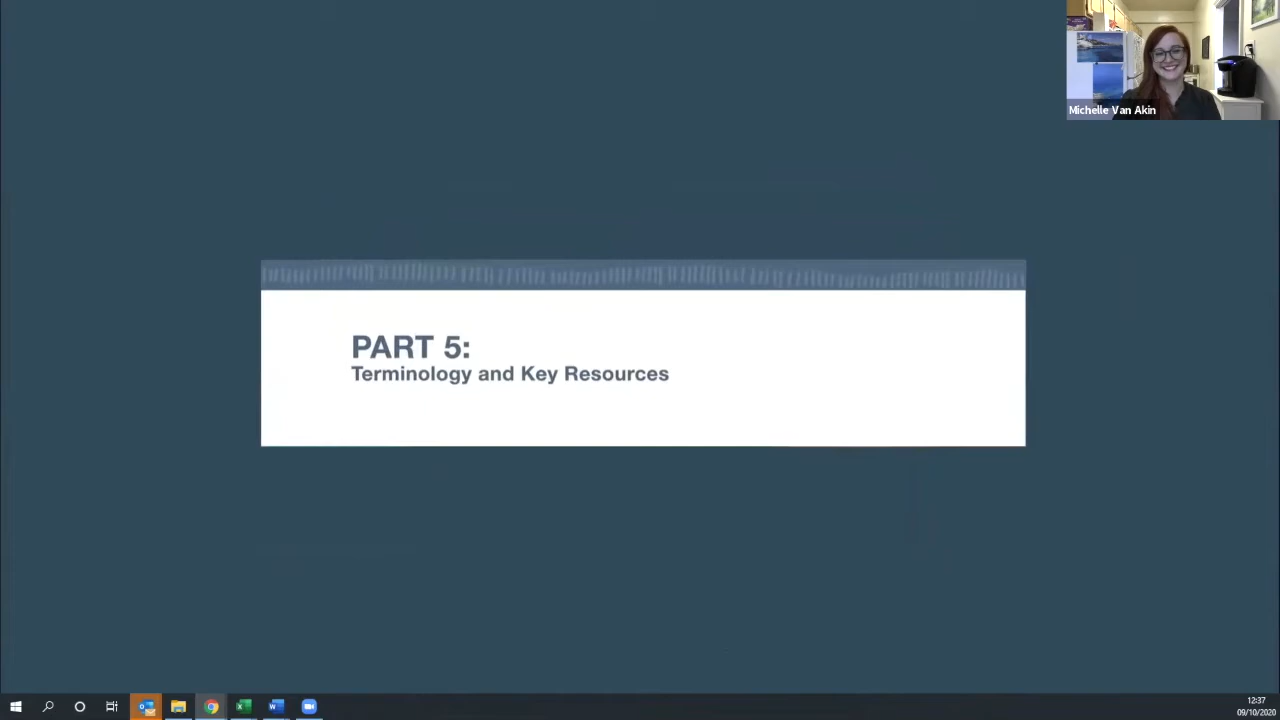 Michelle Van Akin
PART 5:
Terminology and Key Resources
12:37
09/10/2020